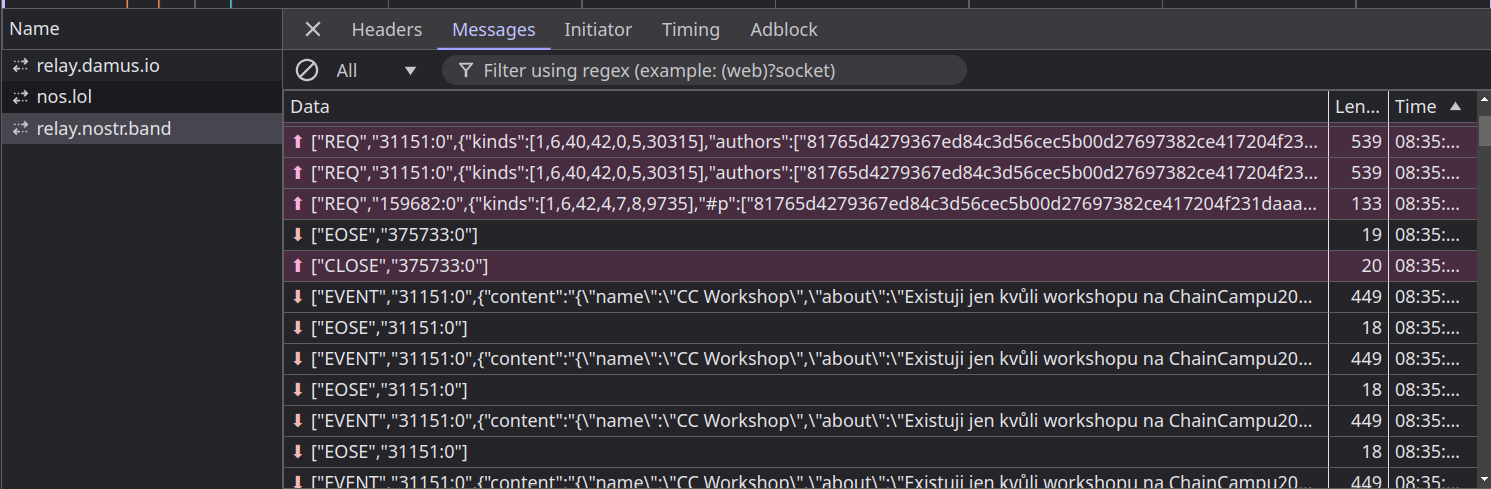 Name
Headers Messages Initiator Timing Adblock
relay.damus.io
nos.lol
relay.nostr.band
All
Filter using regex (example: (web)?socket)
Data Len... Time
["REQ","31151:0",{"kinds":[1,6,40,42,0,5,30315],"authors":["81765d4279367ed84c3d56cec5b00d27697382ce417204f23... 539 08:35:...
["REQ","31151:0",{"kinds":[1,6,40,42,0,5,30315],"authors":["81765d4279367ed84c3d56cec5b00d27697382ce417204f23... 539 08:35:...
["REQ","159682:0",{"kinds":[1,6,42,4,7,8,9735],"#p":["81765d4279367ed84c3d56cec5b00d27697382ce417204f231daaa... 133 08:35:...
["EOSE","375733:0"] 19 08:35:...
["CLOSE","375733:0"] 20 08:35:...
["EVENT","31151:0",{"content":"{\"name\":\"CC Workshop\",\"about\":\"Existuji jen kvůli workshopu na ChainCampu20... 449 08:35:...
["EOSE","31151:0"] 18 08:35:...
["EVENT","31151:0",{"content":"{\"name\":\"CC Workshop\",\"about\":\"Existuji jen kvůli workshopu na ChainCampu20... 449 08:35:...
["EOSE","31151:0"] 18 08:35:...
["EVENT","31151:0",{"content":"{\"name\":\"CC Workshop\",\"about\":\"Existuji jen kvůli workshopu na ChainCampu20... 449 08:35:...
["EOSE","31151:0"] 18 08:35:...
["EVENT","31151:0",{"content":"{\"name\":\"CC Workshop\",\"about\":\"Existuji jen kvůli workshopu na ChainCampu20... 449 08:35:...